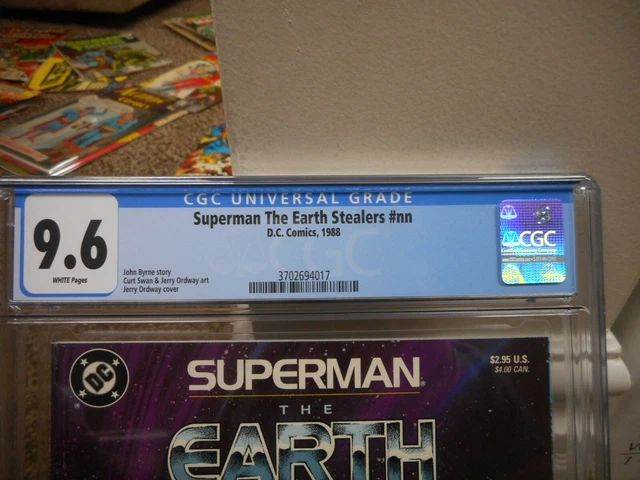 CGC UNIVERSAL GRADE
9.6
WHITE Pages
Superman The Earth Stealers #nn
D.C. Comics, 1988
John Byrne story
Curt Swan & Jerry Ordway art
Jerry Ordway cover
3702694017
CGC
DC
$2.95 U.S.
$4.00 CAN.
SUPERMAN
THE
EARTH